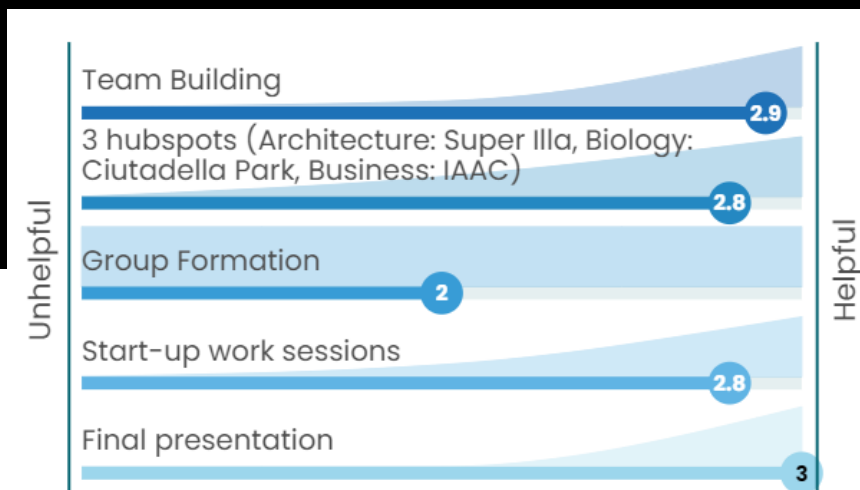 Team Building
2.9
3 hubspots (Architecture: Super Illa, Biology:
Ciutadella Park, Business: IAAC)
2.8
Unhelpful
Helpful
Group Formation
2
Start-up work sessions
2.8
Final presentation
3